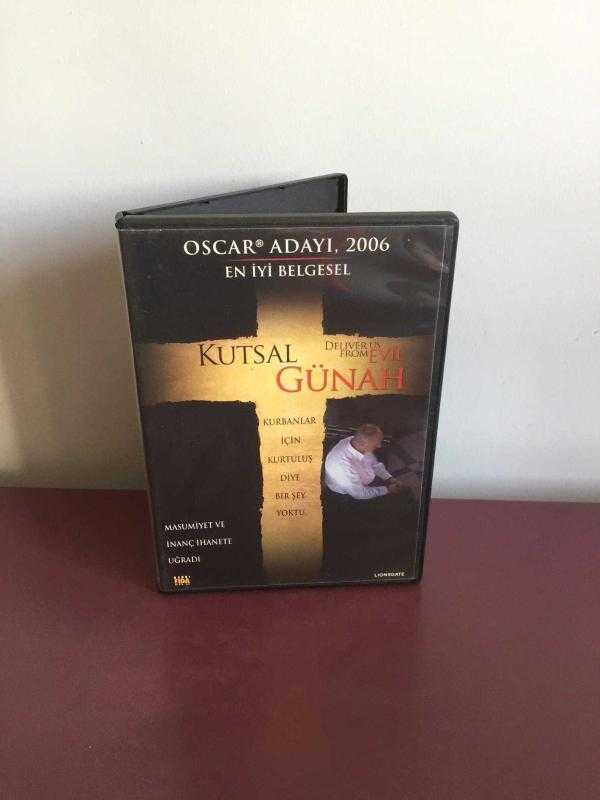 OSCAR® ADAYI, 2006
EN İYİ BELGESEL
KUTSAL
DELIVER US
FROM EVIL
GÜNAH
KURBANLAR
İÇİN
KURTULUŞ
DİYE
BİR ŞEY
YOKTU.
MASUMİYET VE
İNANÇ İHANETE
UĞRADI
LIONSGATE